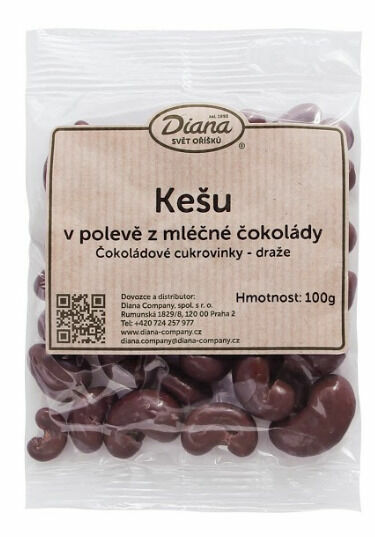 est. 1992
Diana
SVĚT OŘÍŠKŮ
®
Kešu
v polevě z mléčné čokolády
Čokoládové cukrovinky - draže
Dovozce a distributor:
Diana Company, spol. s r. o.
Rumunská 1829/8, 120 00 Praha 2
Tel: +420 724 257 977
www.diana-company.cz
diana.company@diana-company.cz
Hmotnost: 100g